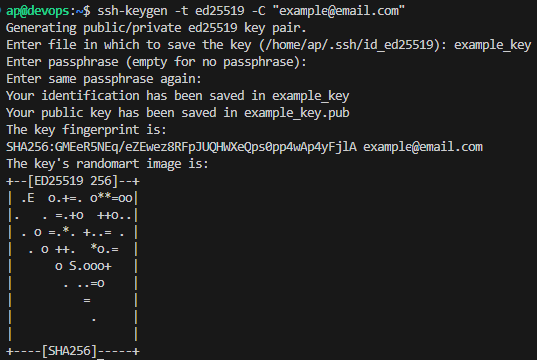 ap@devops:~$ ssh-keygen -t ed25519 -C "example@email.com"
Generating public/private ed25519 key pair.
Enter file in which to save the key (/home/ap/.ssh/id_ed25519): example_key
Enter passphrase (empty for no passphrase):
Enter same passphrase again:
Your identification has been saved in example_key
Your public key has been saved in example_key.pub
The key fingerprint is:
SHA256:GMEeR5NEq/eZEwez8RFpJUQHWXeQps0pp4wAp4yFjlA example@email.com
The key's randomart image is:
+--[ED25519 256]--+
| .E  o.+=. o**=oo|
|.   . =.+o  ++o..|
| . o =.*. +..= . |
|  . o ++.  *o.=  |
|      o S.ooo+   |
|       . ..=o    |
|          =      |
|           .     |
|                 |
+----[SHA256]-----+